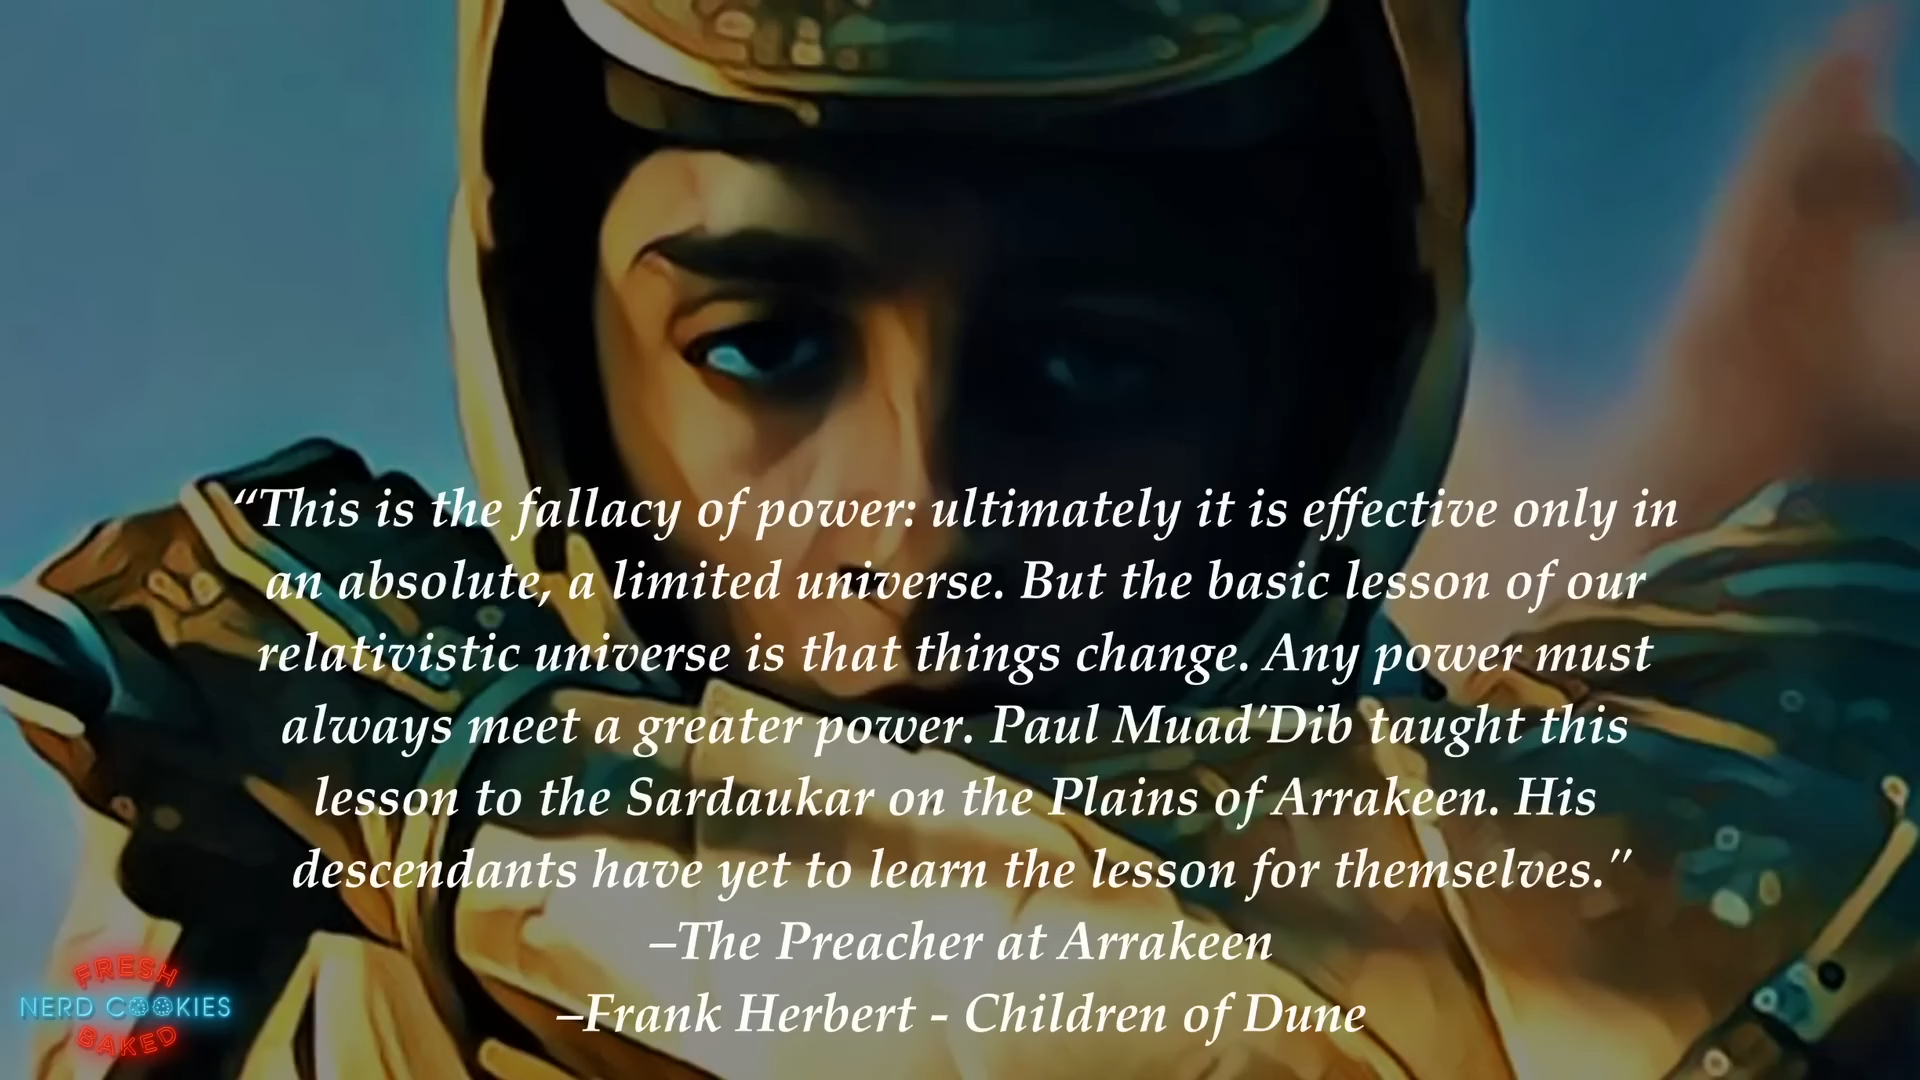 “This is the fallacy of power: ultimately it is effective only in
an absolute, a limited universe. But the basic lesson of our
relativistic universe is that things change. Any power must
always meet a greater power. Paul Muad'Dib taught this
lesson to the Sardaukar on the Plains of Arrakeen. His
descendants have yet to learn the lesson for themselves."
–The Preacher at Arrakeen
–Frank Herbert - Children of Dune
FRESH
NERD COOKIES
BAKED